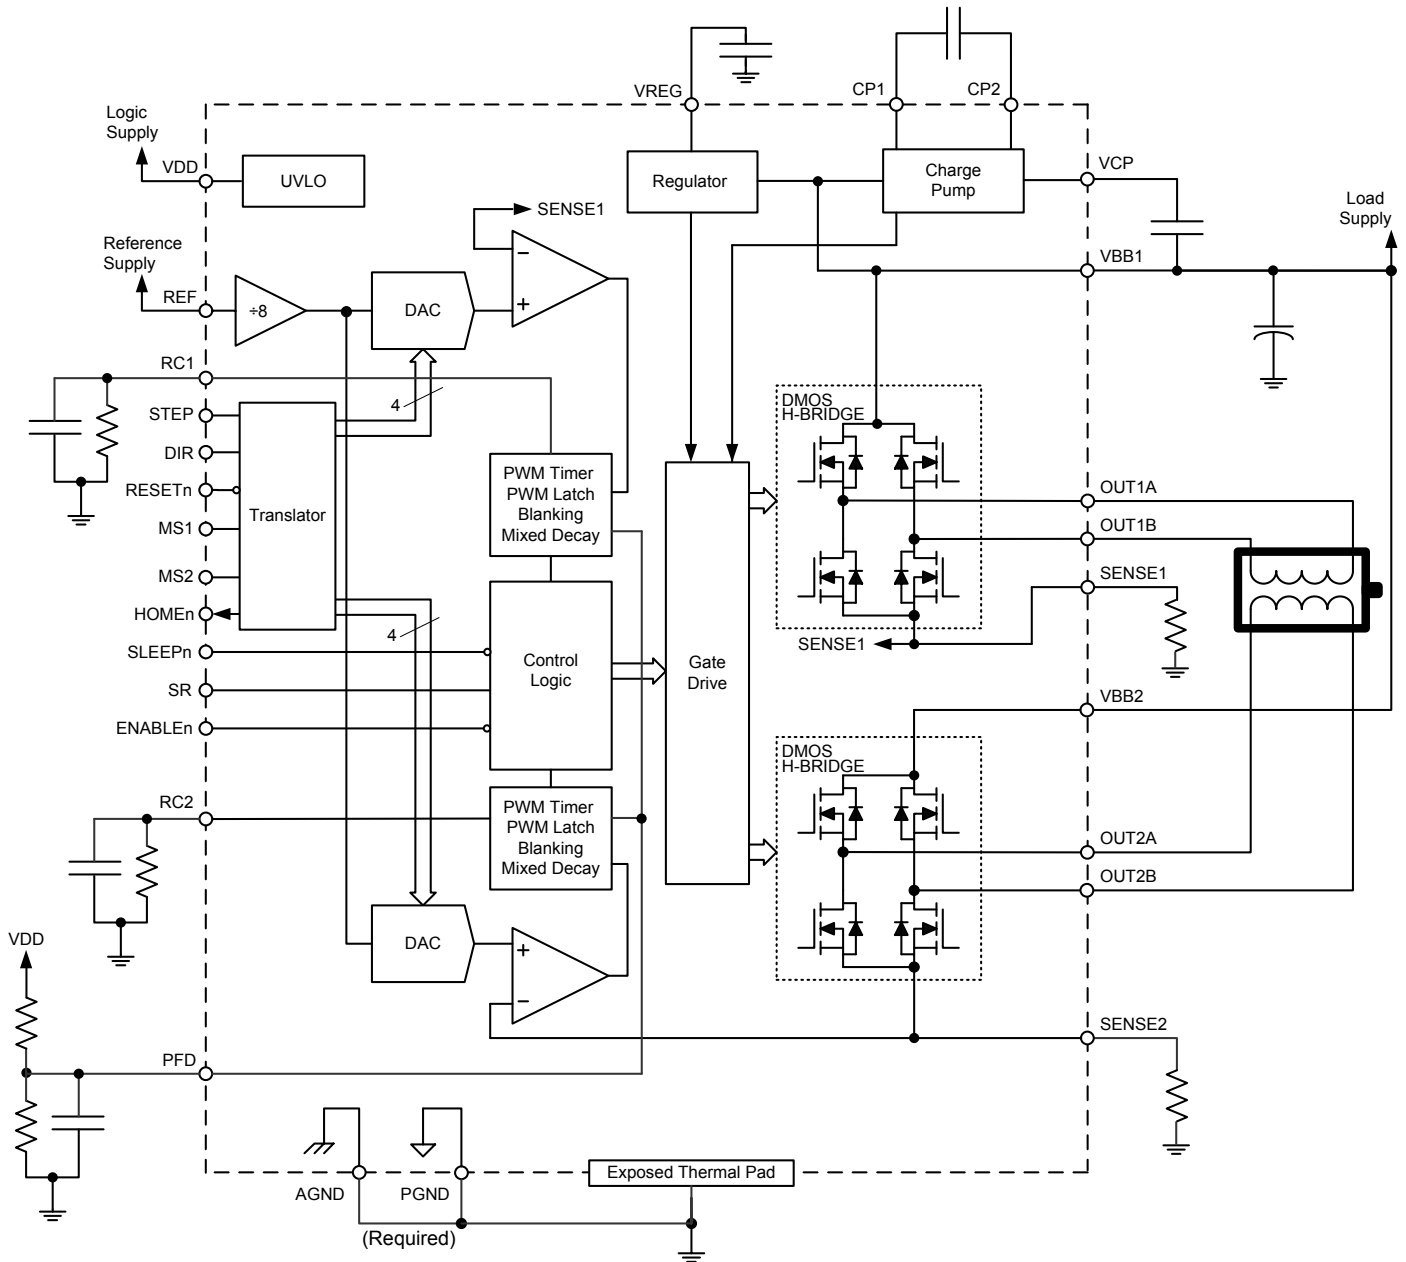 VREG
CP1
CP2
Logic
Supply
VDD
UVLO
Regulator
Charge
Pump
VCP
Load
Supply
SENSE1
Reference
Supply
REF
÷8
DAC
−
+
VBB1
RC1
4
STEP
DIR
RESETn
MS1
MS2
HOMEn
Translator
PWM Timer
PWM Latch
Blanking
Mixed Decay
DMOS
H-BRIDGE
OUT1A
OUT1B
SENSE1
SENSE1
4
SLEEPn
SR
ENABLEn
Control
Logic
Gate
Drive
VBB2
DMOS
H-BRIDGE
RC2
PWM Timer
PWM Latch
Blanking
Mixed Decay
OUT2A
OUT2B
VDD
DAC
+
−
SENSE2
PFD
AGND
PGND
Exposed Thermal Pad
(Required)